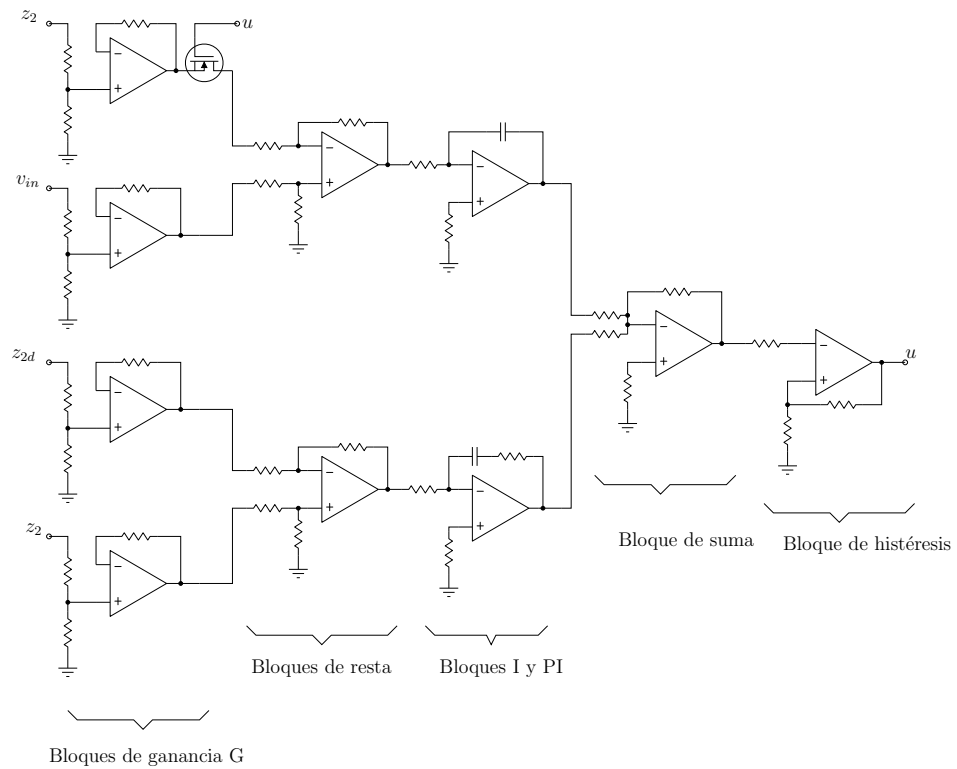 z2
u
vin
z2d
z2
u
Bloque de suma
Bloque de histéresis
Bloques de resta
Bloques I y PI
Bloques de ganancia G